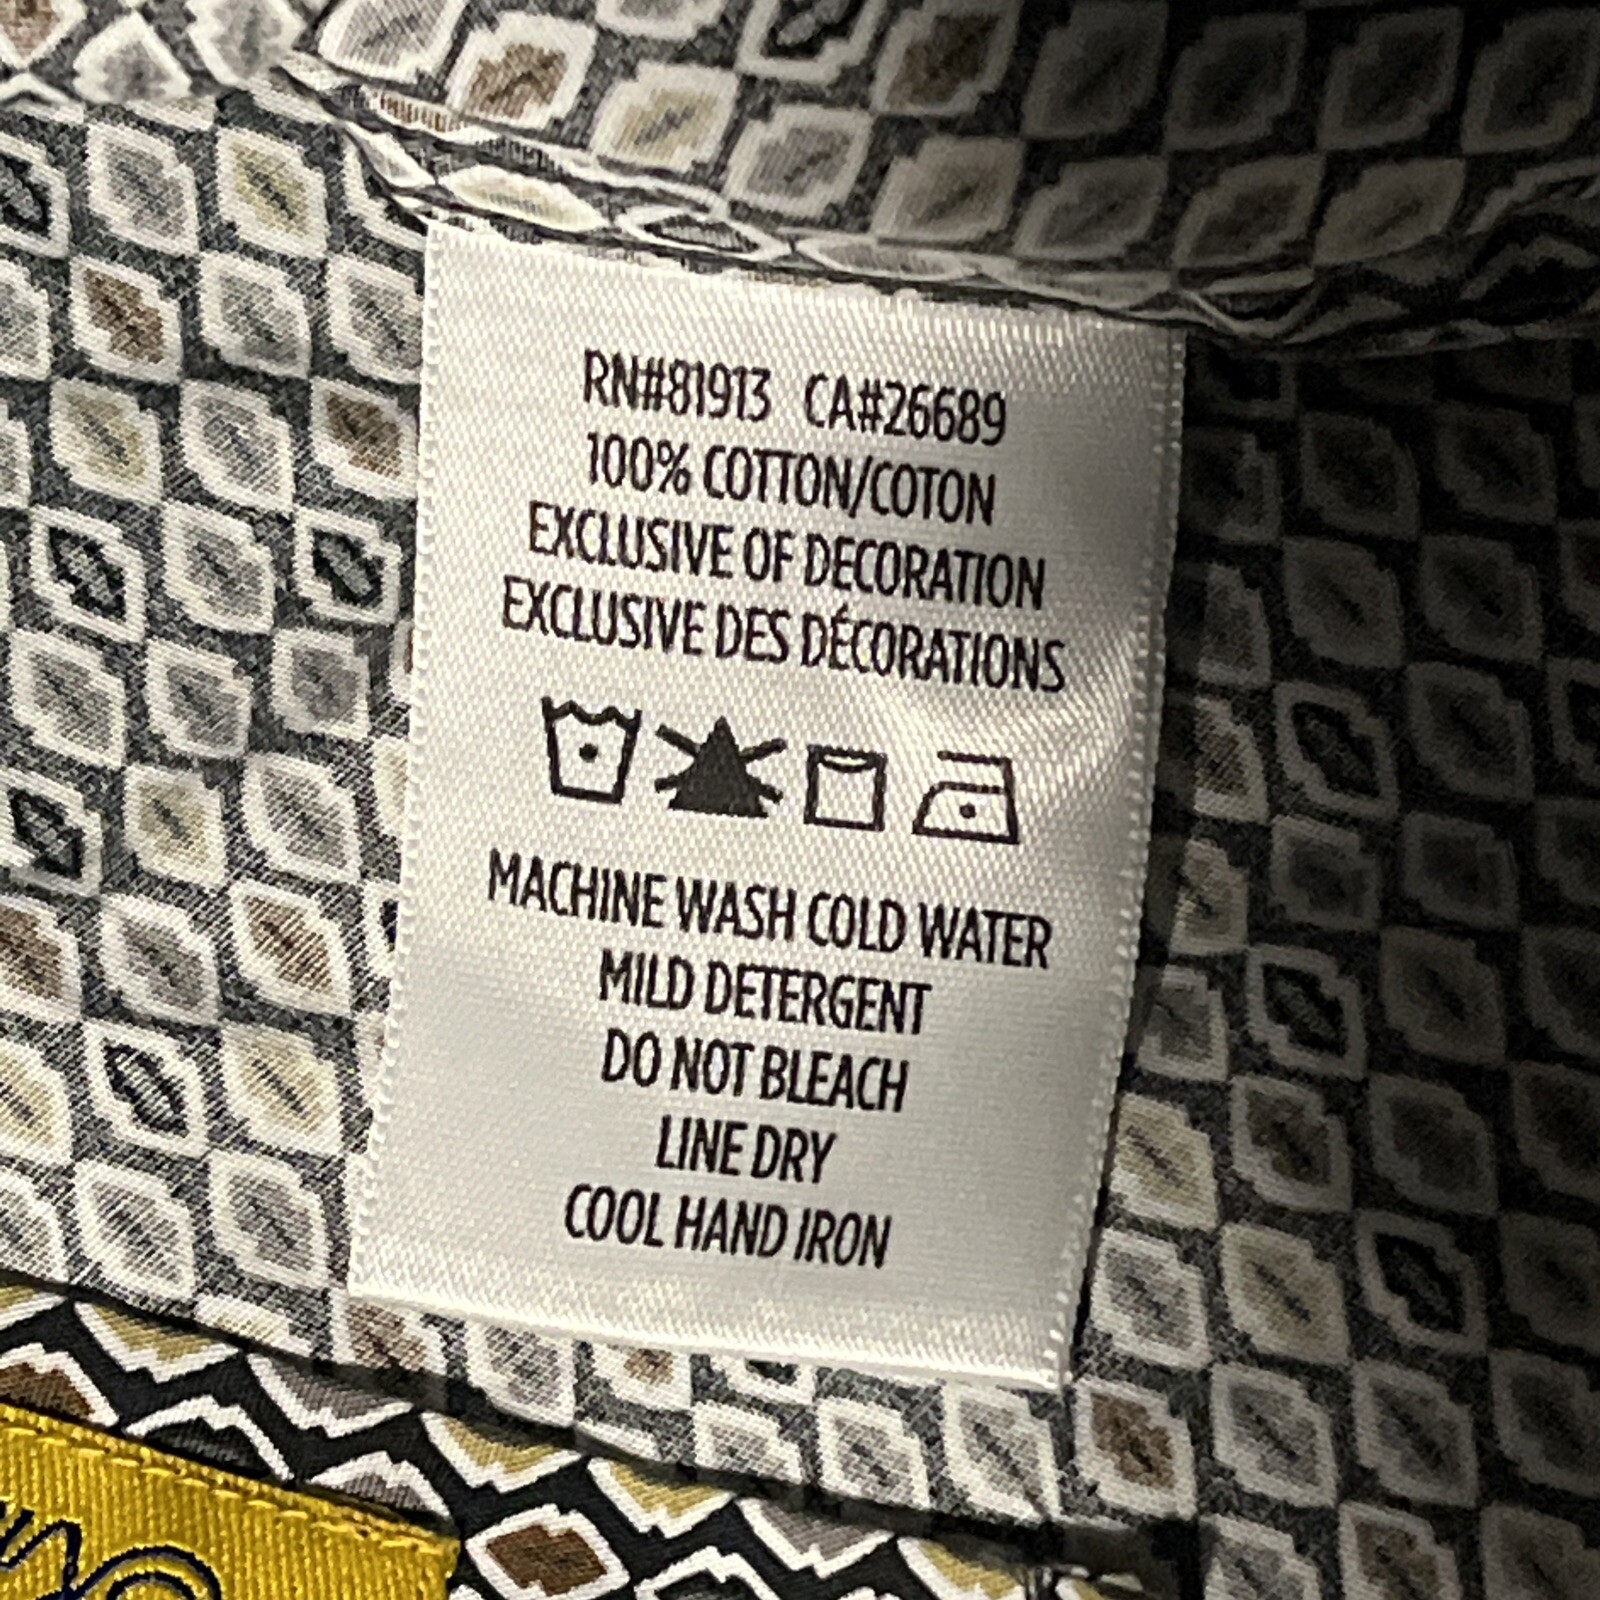 RN#81913 CA#26689
100% COTTON/COTON
EXCLUSIVE OF DECORATION
EXCLUSIVE DES DÉCORATIONS
MACHINE WASH COLD WATER
MILD DETERGENT
DO NOT BLEACH
LINE DRY
COOL HAND IRON